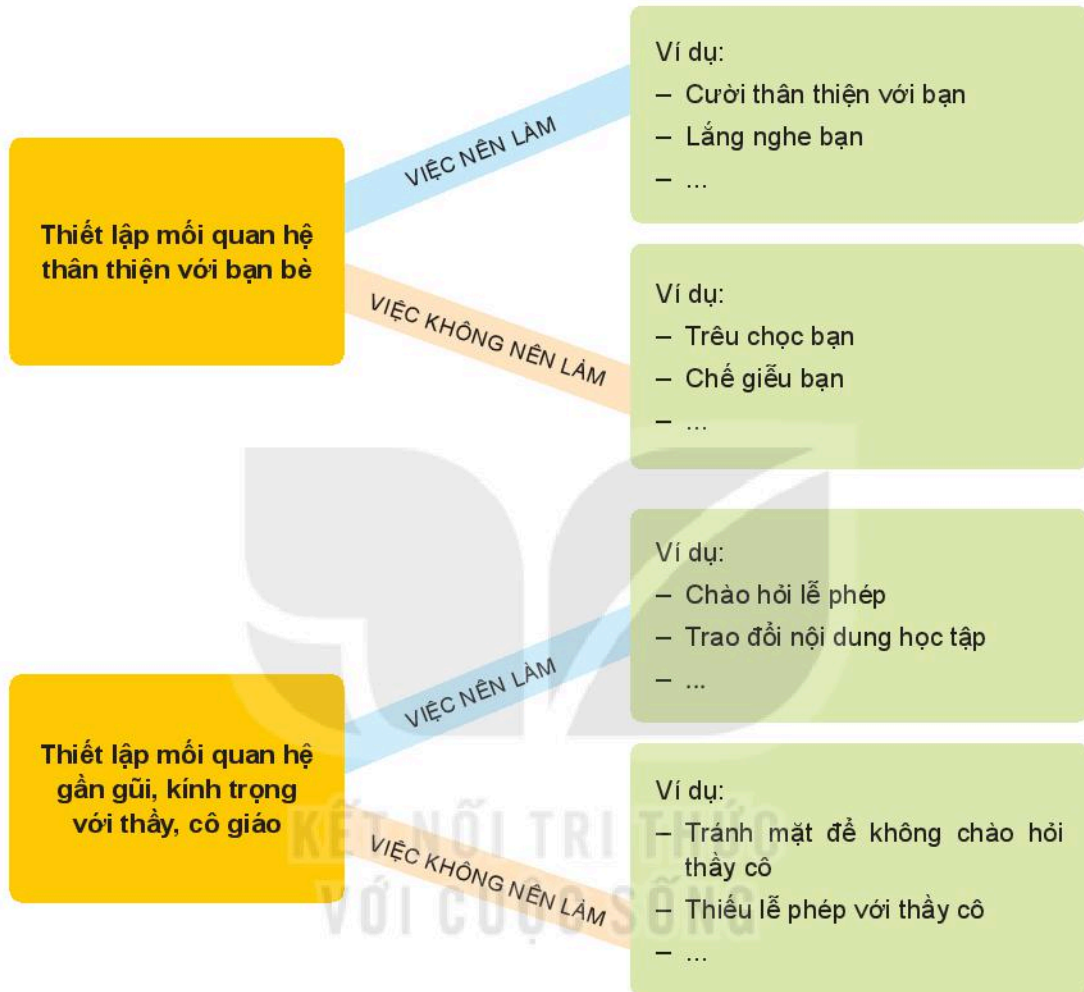 Thiết lập mối quan hệ
thân thiện với bạn bè
VIỆC NÊN LÀM
Ví dụ:
– Cười thân thiện với bạn
– Lắng nghe bạn
– ...
VIỆC KHÔNG NÊN LÀM
Ví dụ:
– Trêu chọc bạn
– Chế giễu bạn
– ...
Thiết lập mối quan hệ
gần gũi, kính trọng
với thầy, cô giáo
VIỆC NÊN LÀM
Ví dụ:
– Chào hỏi lễ phép
– Trao đổi nội dung học tập
– ...
VIỆC KHÔNG NÊN LÀM
Ví dụ:
– Tránh mặt để không chào hỏi
thầy cô
– Thiếu lễ phép với thầy cô
– ...
KẾT NỐI TRI THỨC
VỚI CUỘC SỐNG